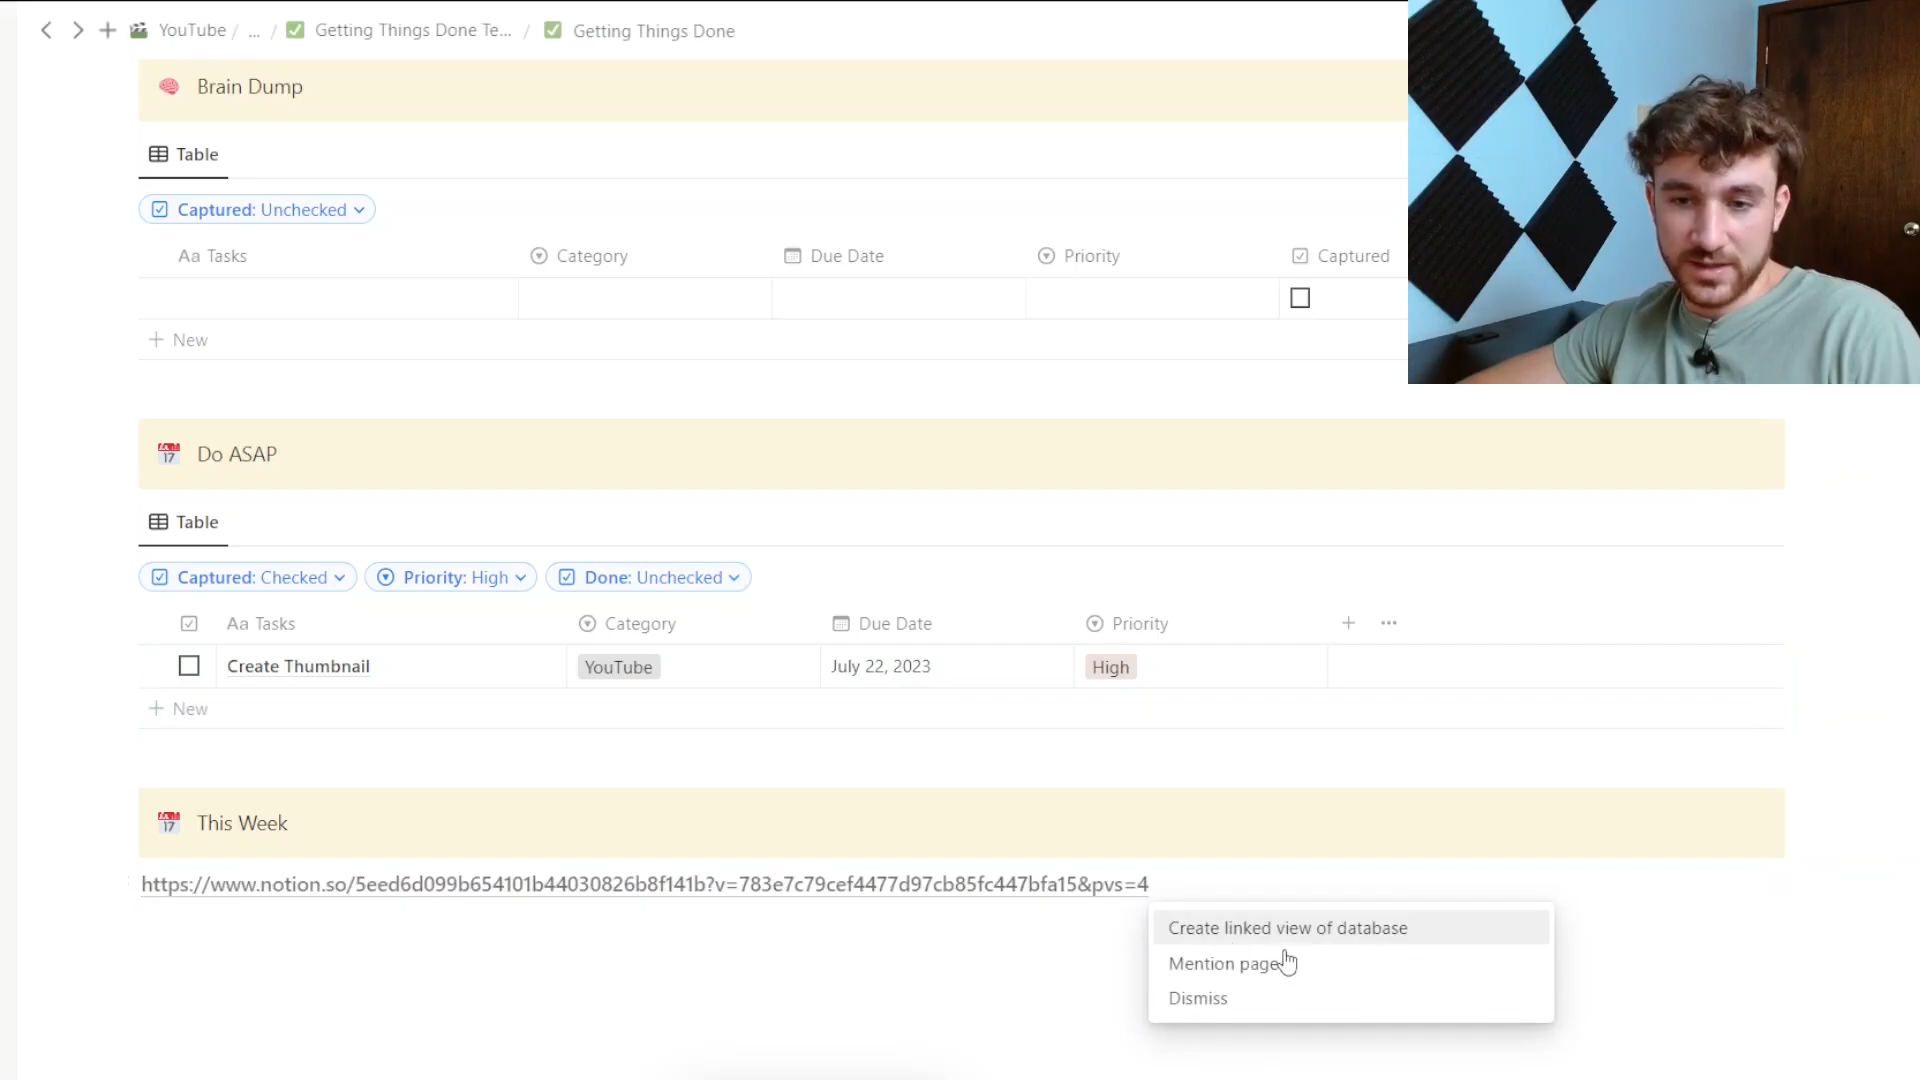 YouTube / ... / Getting Things Done Te... / Getting Things Done
Brain Dump
Table
Captured: Unchecked
Aa Tasks Category Due Date Priority Captured
+ New
17 Do ASAP
Table
Captured: Checked Priority: High Done: Unchecked
Aa Tasks Category Due Date Priority + ...
Create Thumbnail YouTube July 22, 2023 High
+ New
17 This Week
https://www.notion.so/5eed6d099b654101b44030826b8f141b?v=783e7c79cef4477d97cb85fc447bfa15&pvs=4
Create linked view of database
Mention page
Dismiss